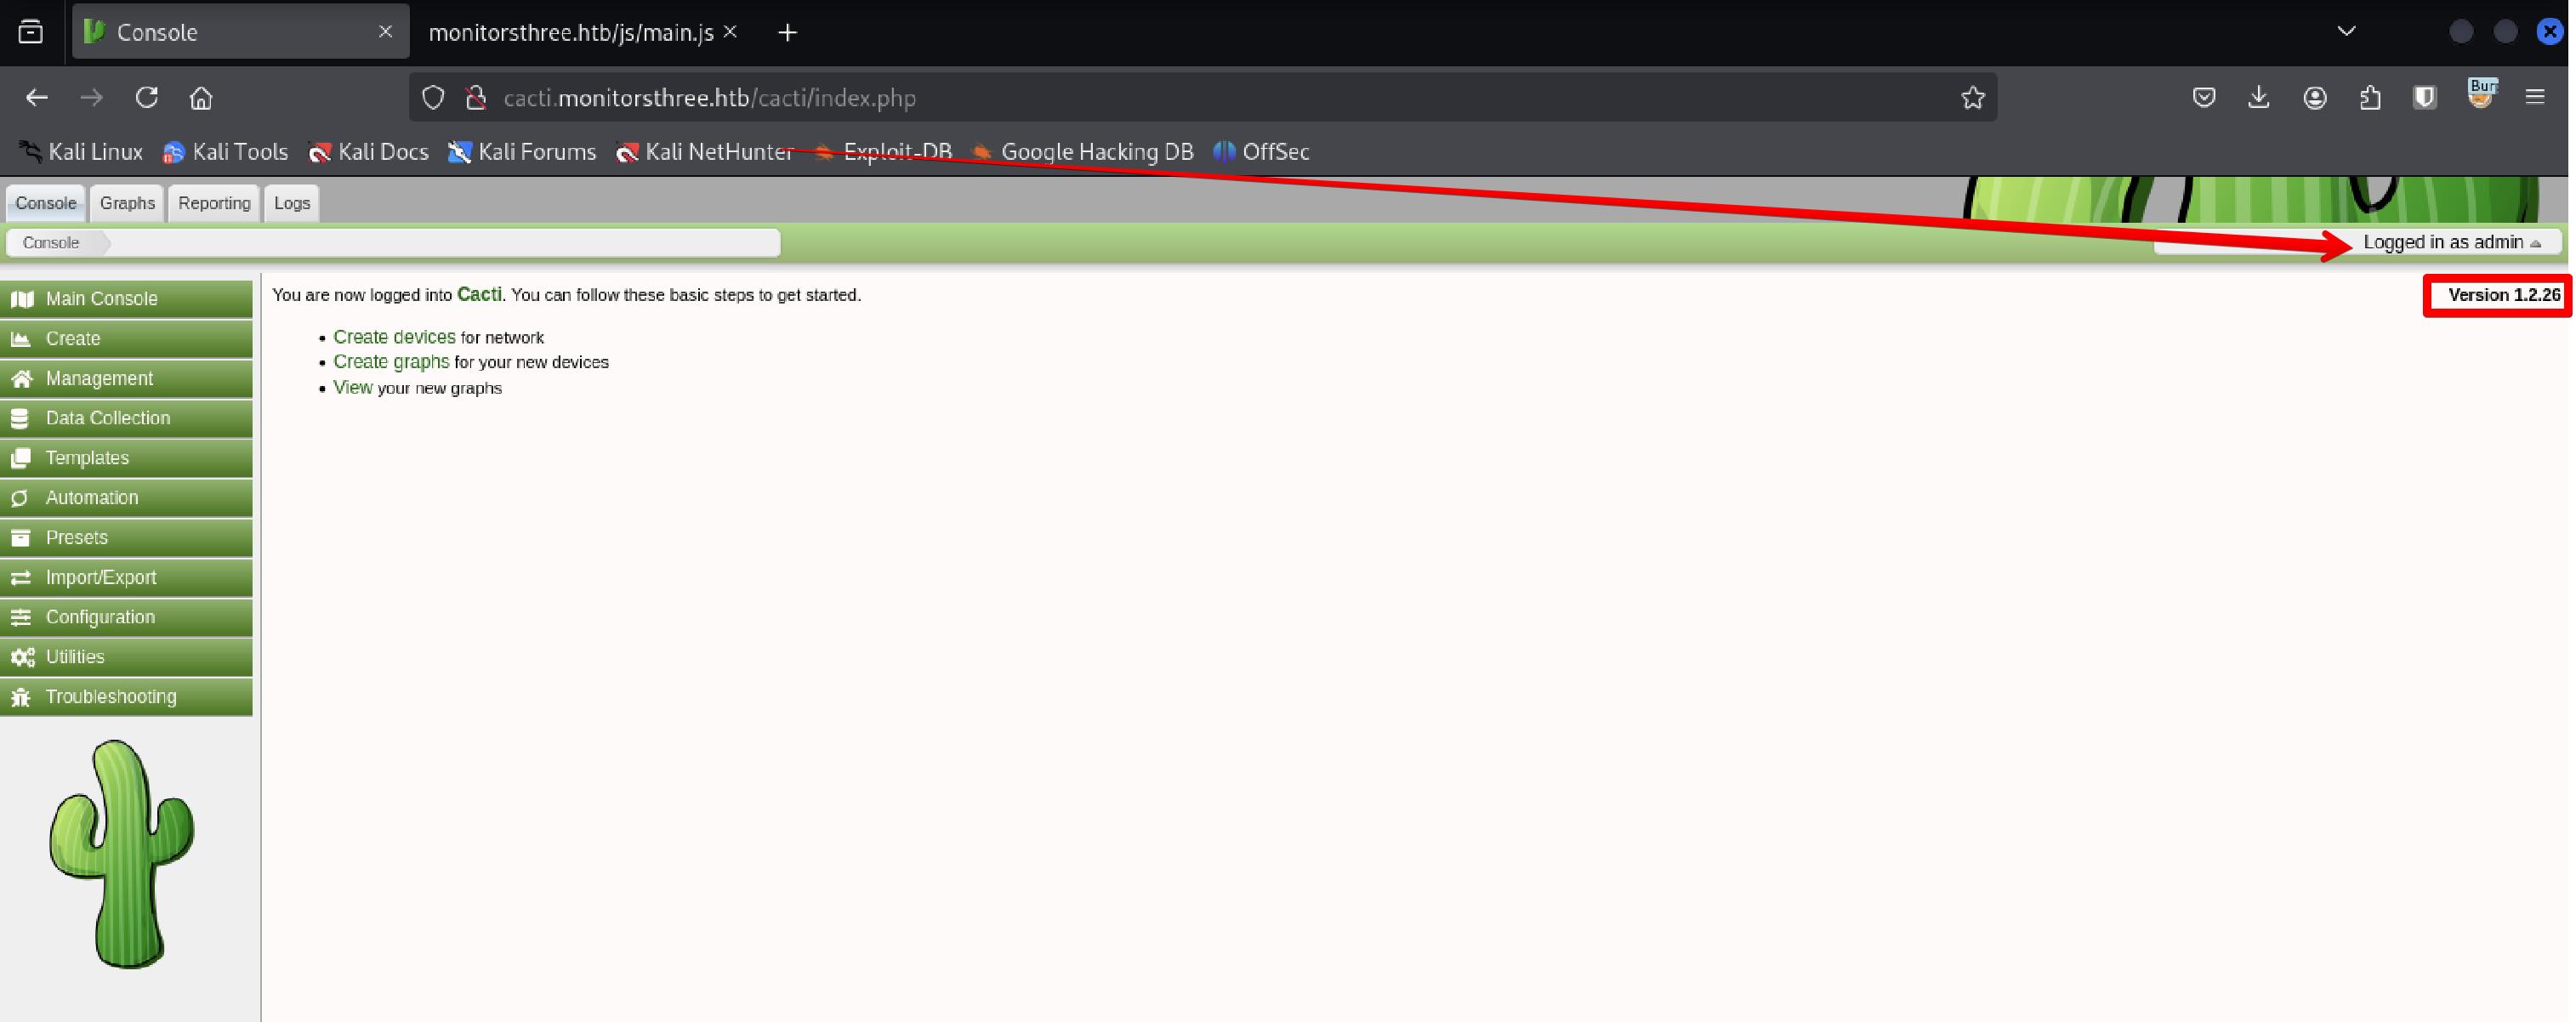 Console
monitorsthree.htb/js/main.js
cacti.monitorsthree.htb/cacti/index.php
Bur
Kali Linux Kali Tools Kali Docs Kali Forums Kali NetHunter Exploit-DB Google Hacking DB OffSec
Console Graphs Reporting Logs
Console
Logged in as admin
Main Console
Create
Management
Data Collection
Templates
Automation
Presets
Import/Export
Configuration
Utilities
Troubleshooting
You are now logged into Cacti. You can follow these basic steps to get started.
Version 1.2.26
• Create devices for network
• Create graphs for your new devices
• View your new graphs